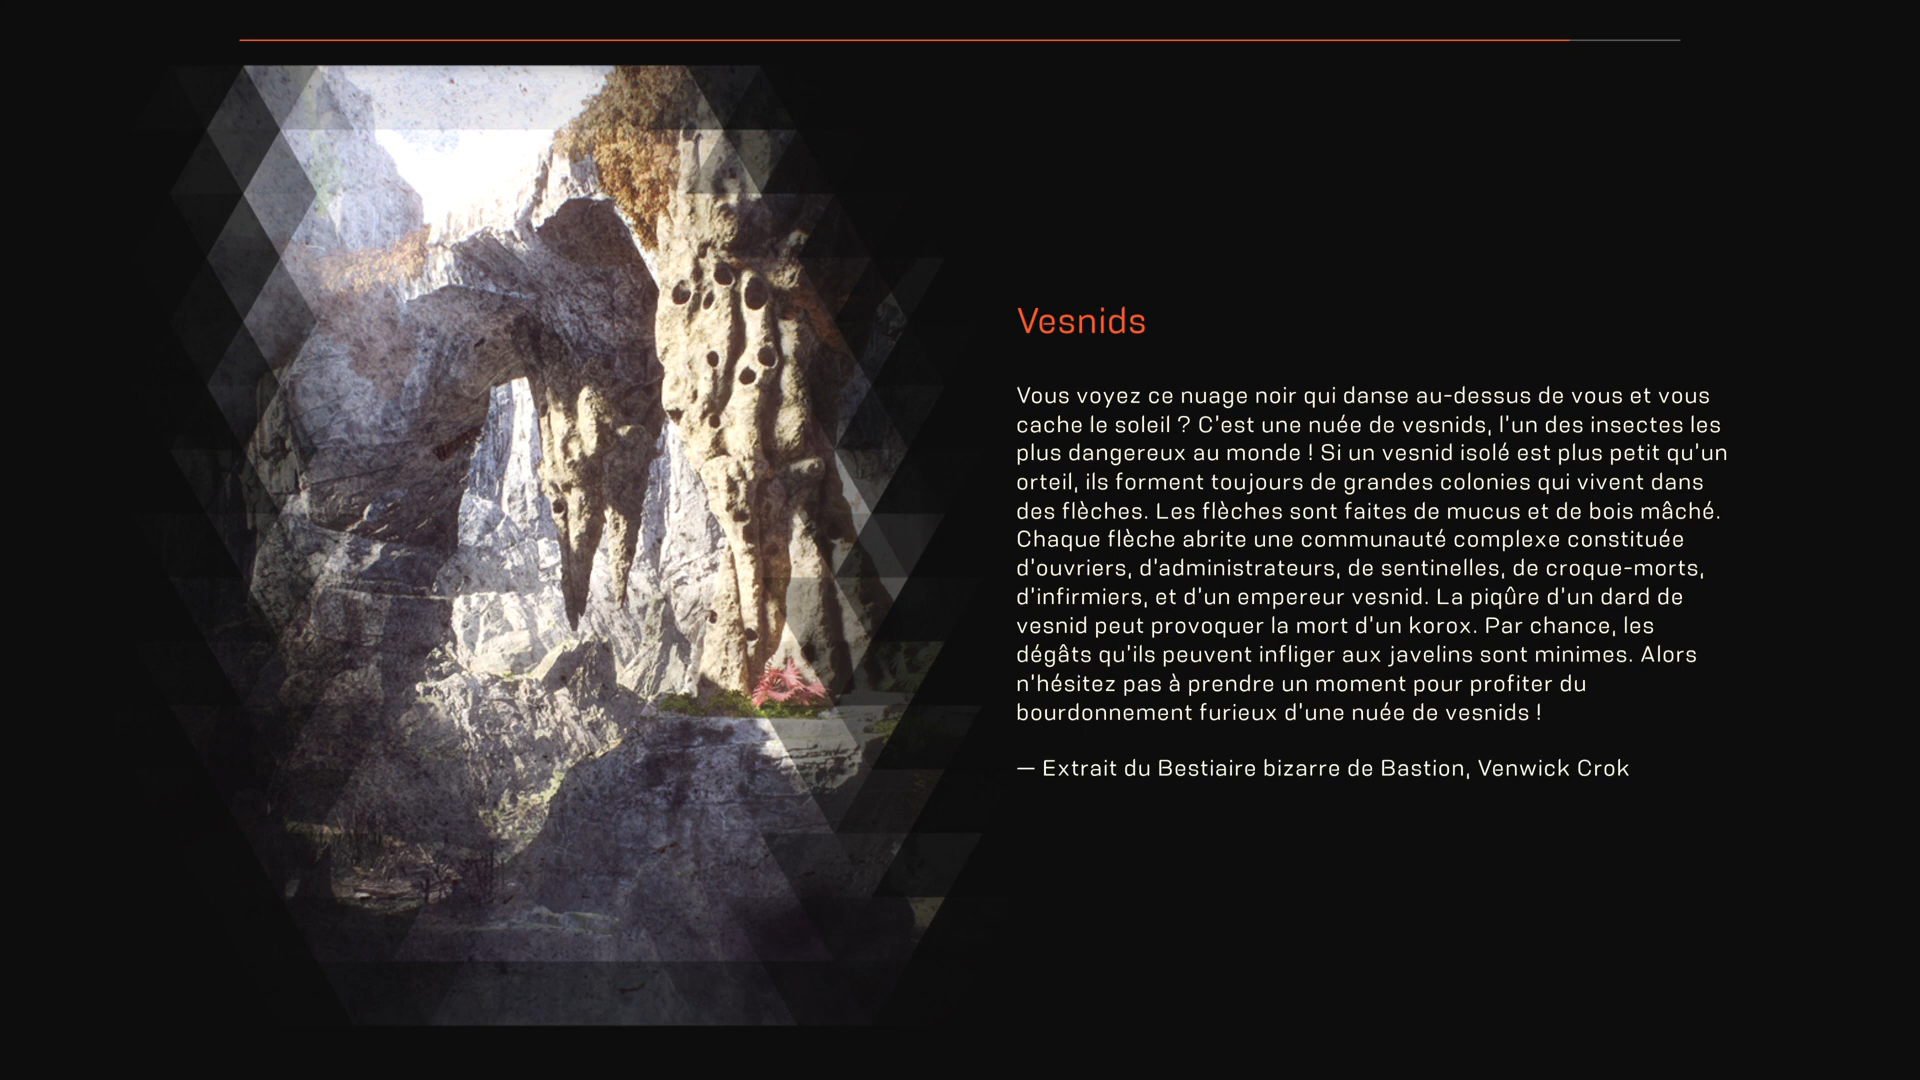 Vesnids
Vous voyez ce nuage noir qui danse au-dessus de vous et vous
cache le soleil ? C'est une nuée de vesnids, l'un des insectes les
plus dangereux au monde ! Si un vesnid isolé est plus petit qu'un
orteil, ils forment toujours de grandes colonies qui vivent dans
des flèches. Les flèches sont faites de mucus et de bois mâché.
Chaque flèche abrite une communauté complexe constituée
d'ouvriers, d'administrateurs, de sentinelles, de croque-morts,
d'infirmiers, et d'un empereur vesnid. La piqûre d'un dard de
vesnid peut provoquer la mort d'un korox. Par chance, les
dégâts qu'ils peuvent infliger aux javelins sont minimes. Alors
n'hésitez pas à prendre un moment pour profiter du
bourdonnement furieux d'une nuée de vesnids !
— Extrait du Bestiaire bizarre de Bastion, Venwick Crok